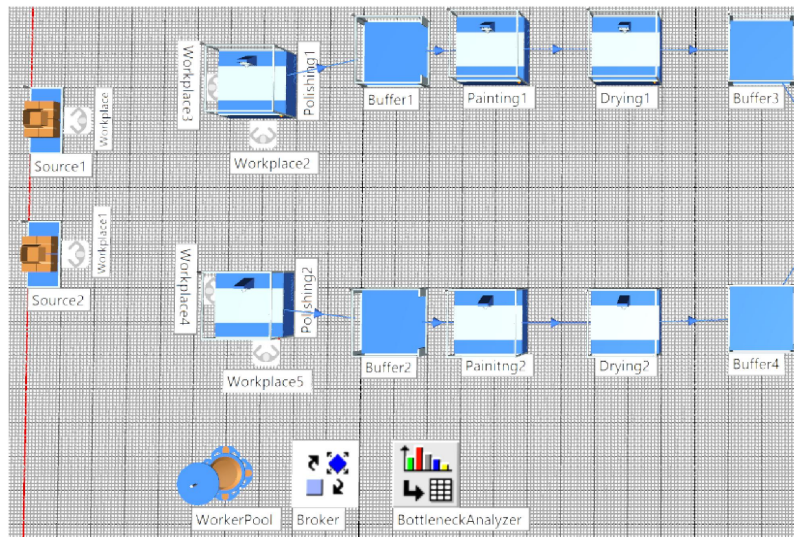 Workplace3
Polishing1
Buffer1
Painting1
Drying1
Buffer3
Workplace
Source1
Workplace2
Workplace1
Source2
Workplace4
Polishing2
Buffer2
Painitng2
Drying2
Buffer4
Workplace5
WorkerPool
Broker
BottleneckAnalyzer